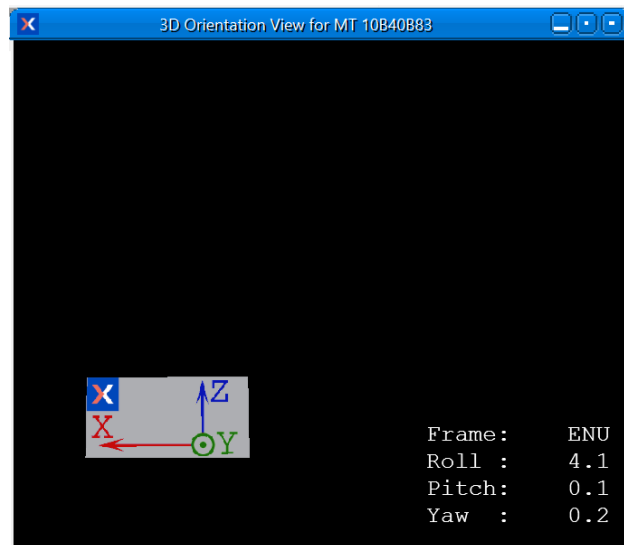 3D Orientation View for MT 10B40B83
Z
X
Y
Frame: ENU
Roll : 4.1
Pitch: 0.1
Yaw : 0.2